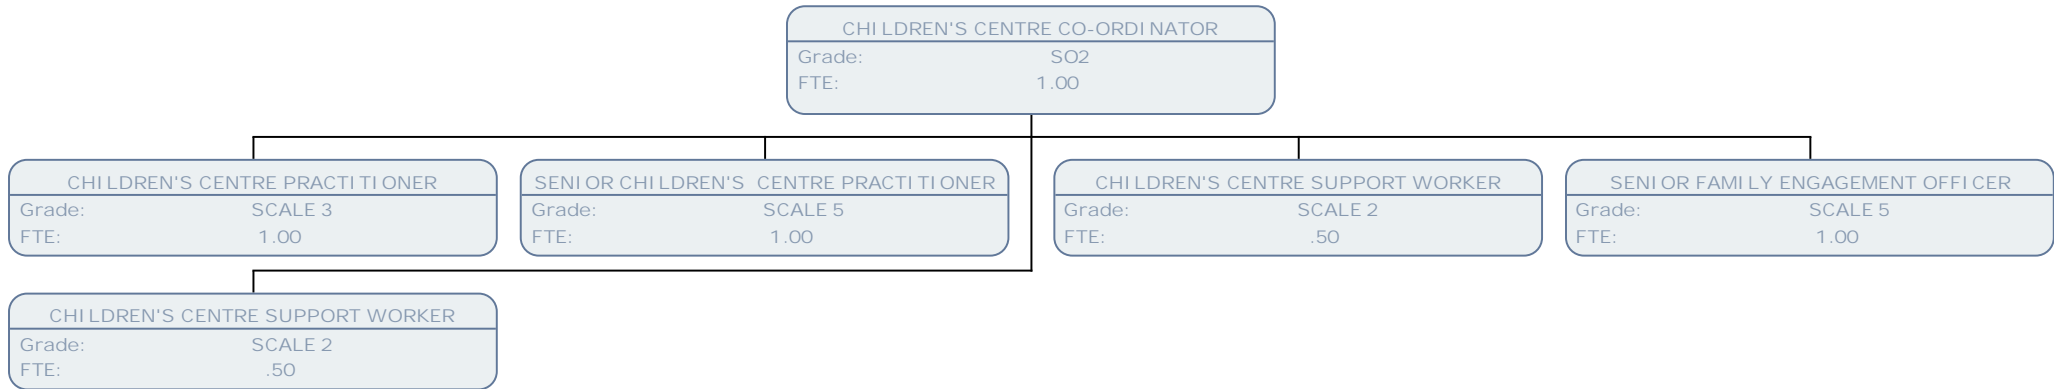 CHILDREN'S CENTRE CO-ORDINATOR
Grade: SO2
FTE: 1.00
CHILDREN'S CENTRE PRACTITIONER
Grade: SCALE 3
FTE: 1.00
SENIOR CHILDREN'S CENTRE PRACTITIONER
Grade: SCALE 5
FTE: 1.00
CHILDREN'S CENTRE SUPPORT WORKER
Grade: SCALE 2
FTE: .50
SENIOR FAMILY ENGAGEMENT OFFICER
Grade: SCALE 5
FTE: 1.00
CHILDREN'S CENTRE SUPPORT WORKER
Grade: SCALE 2
FTE: .50